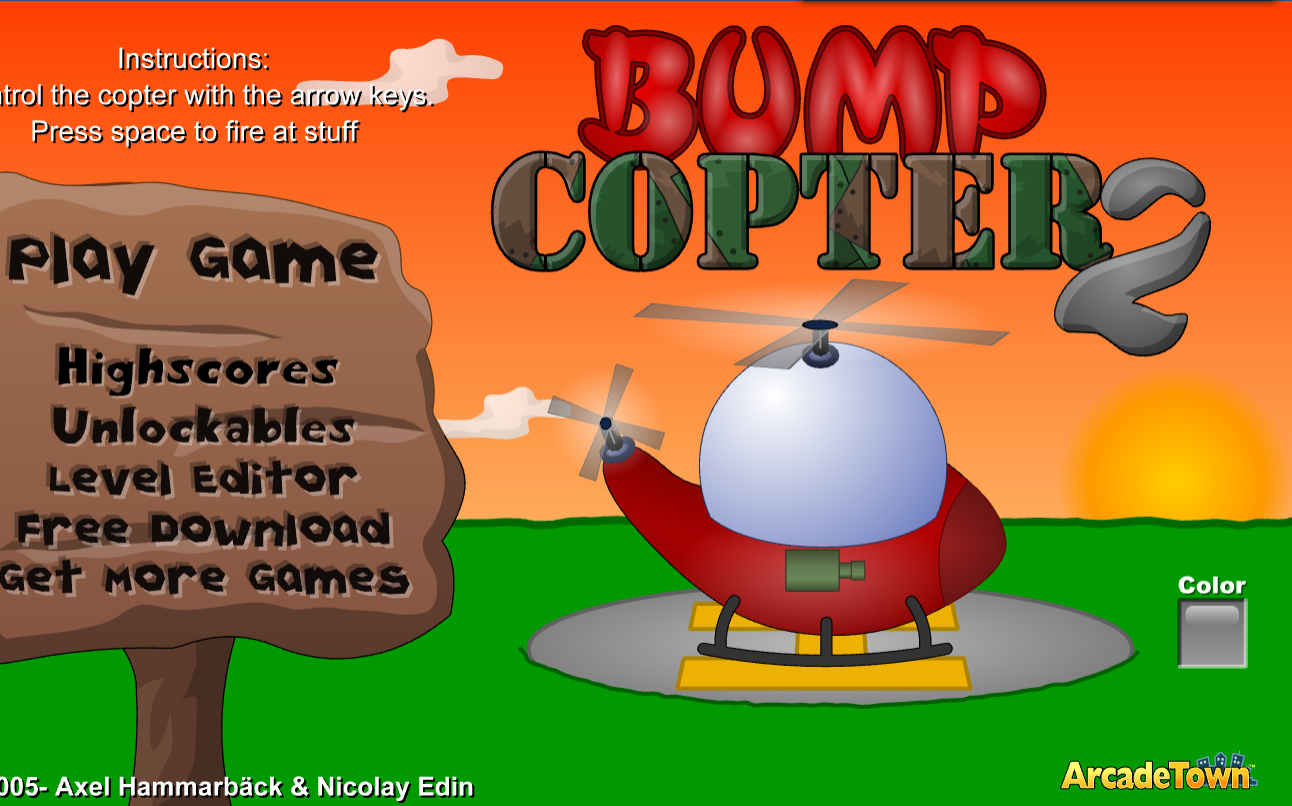 Instructions:
ntrol the copter with the arrow keys.
Press space to fire at stuff
BUMP
COPTER 2
Play Game
Highscores
Unlockables
Level Editor
Free Download
Get More Games
Color
005- Axel Hammarbäck & Nicolay Edin
ArcadeTown